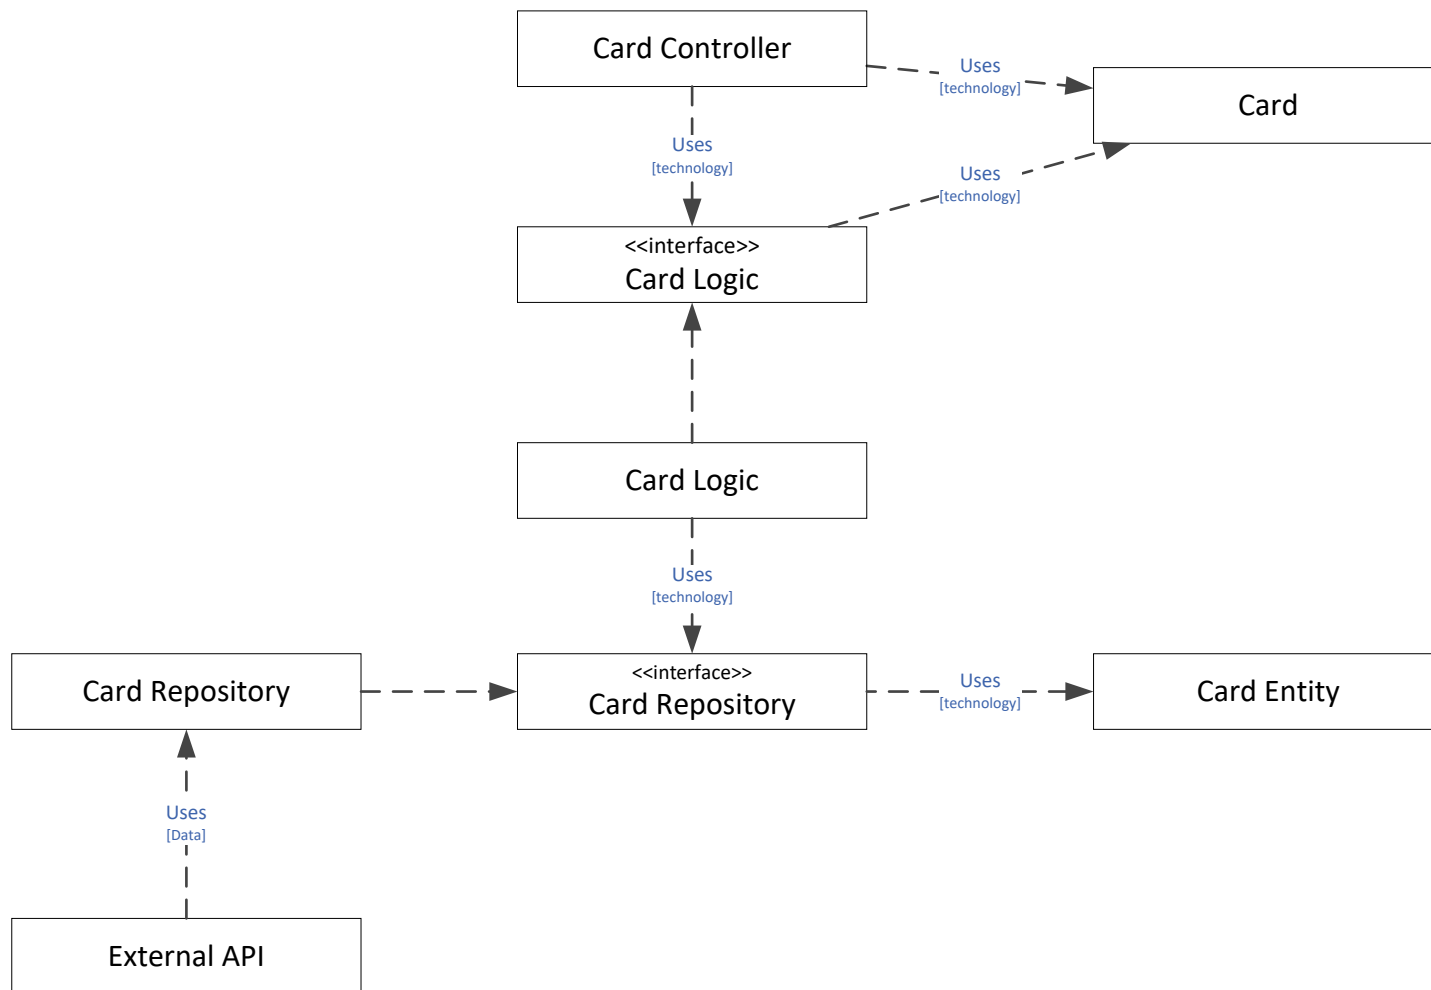 Card Controller
Uses
[technology]
Card
Uses
[technology]
Uses
[technology]
<<interface>>
Card Logic
Card Logic
Uses
[technology]
Card Repository
<<interface>>
Card Repository
Uses
[technology]
Card Entity
Uses
[Data]
External API